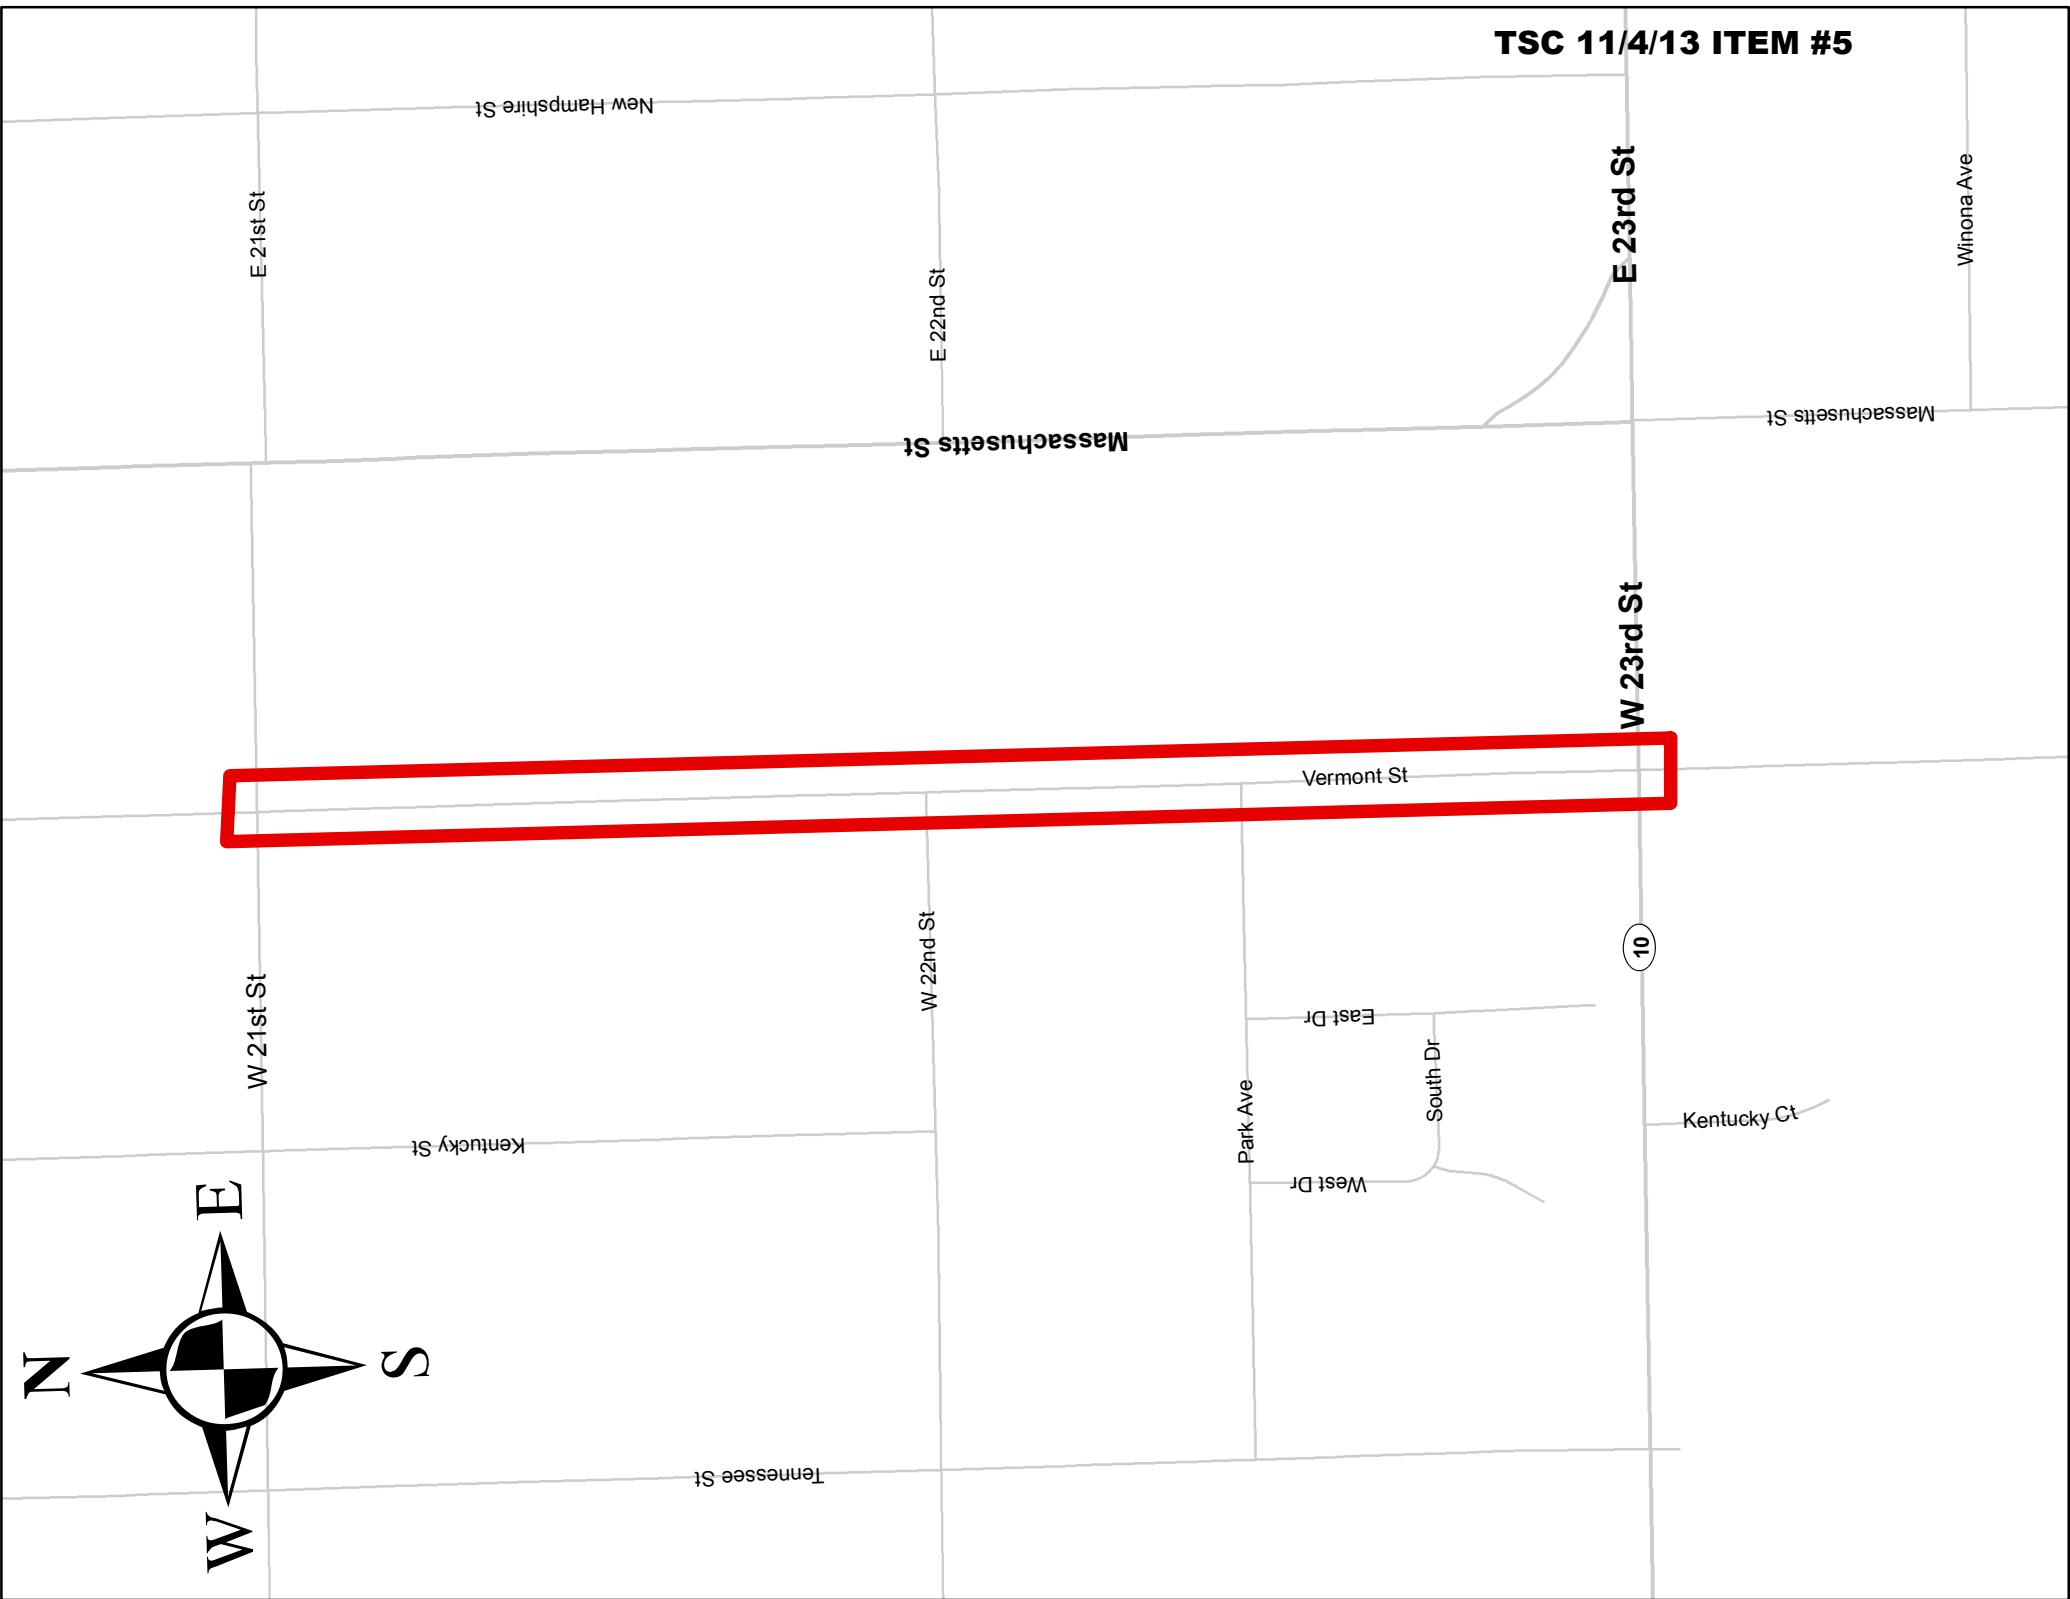 TSC 11/4/13 ITEM #5
New Hampshire St
E 21st St
E 22nd St
E 23rd St
Winona Ave
Massachusetts St
Massachusetts St
W 23rd St
Vermont St
W 21st St
W 22nd St
10
East Dr
South Dr
Park Ave
Kentucky Ct
Kentucky St
West Dr
E
N
S
W
Tennessee St